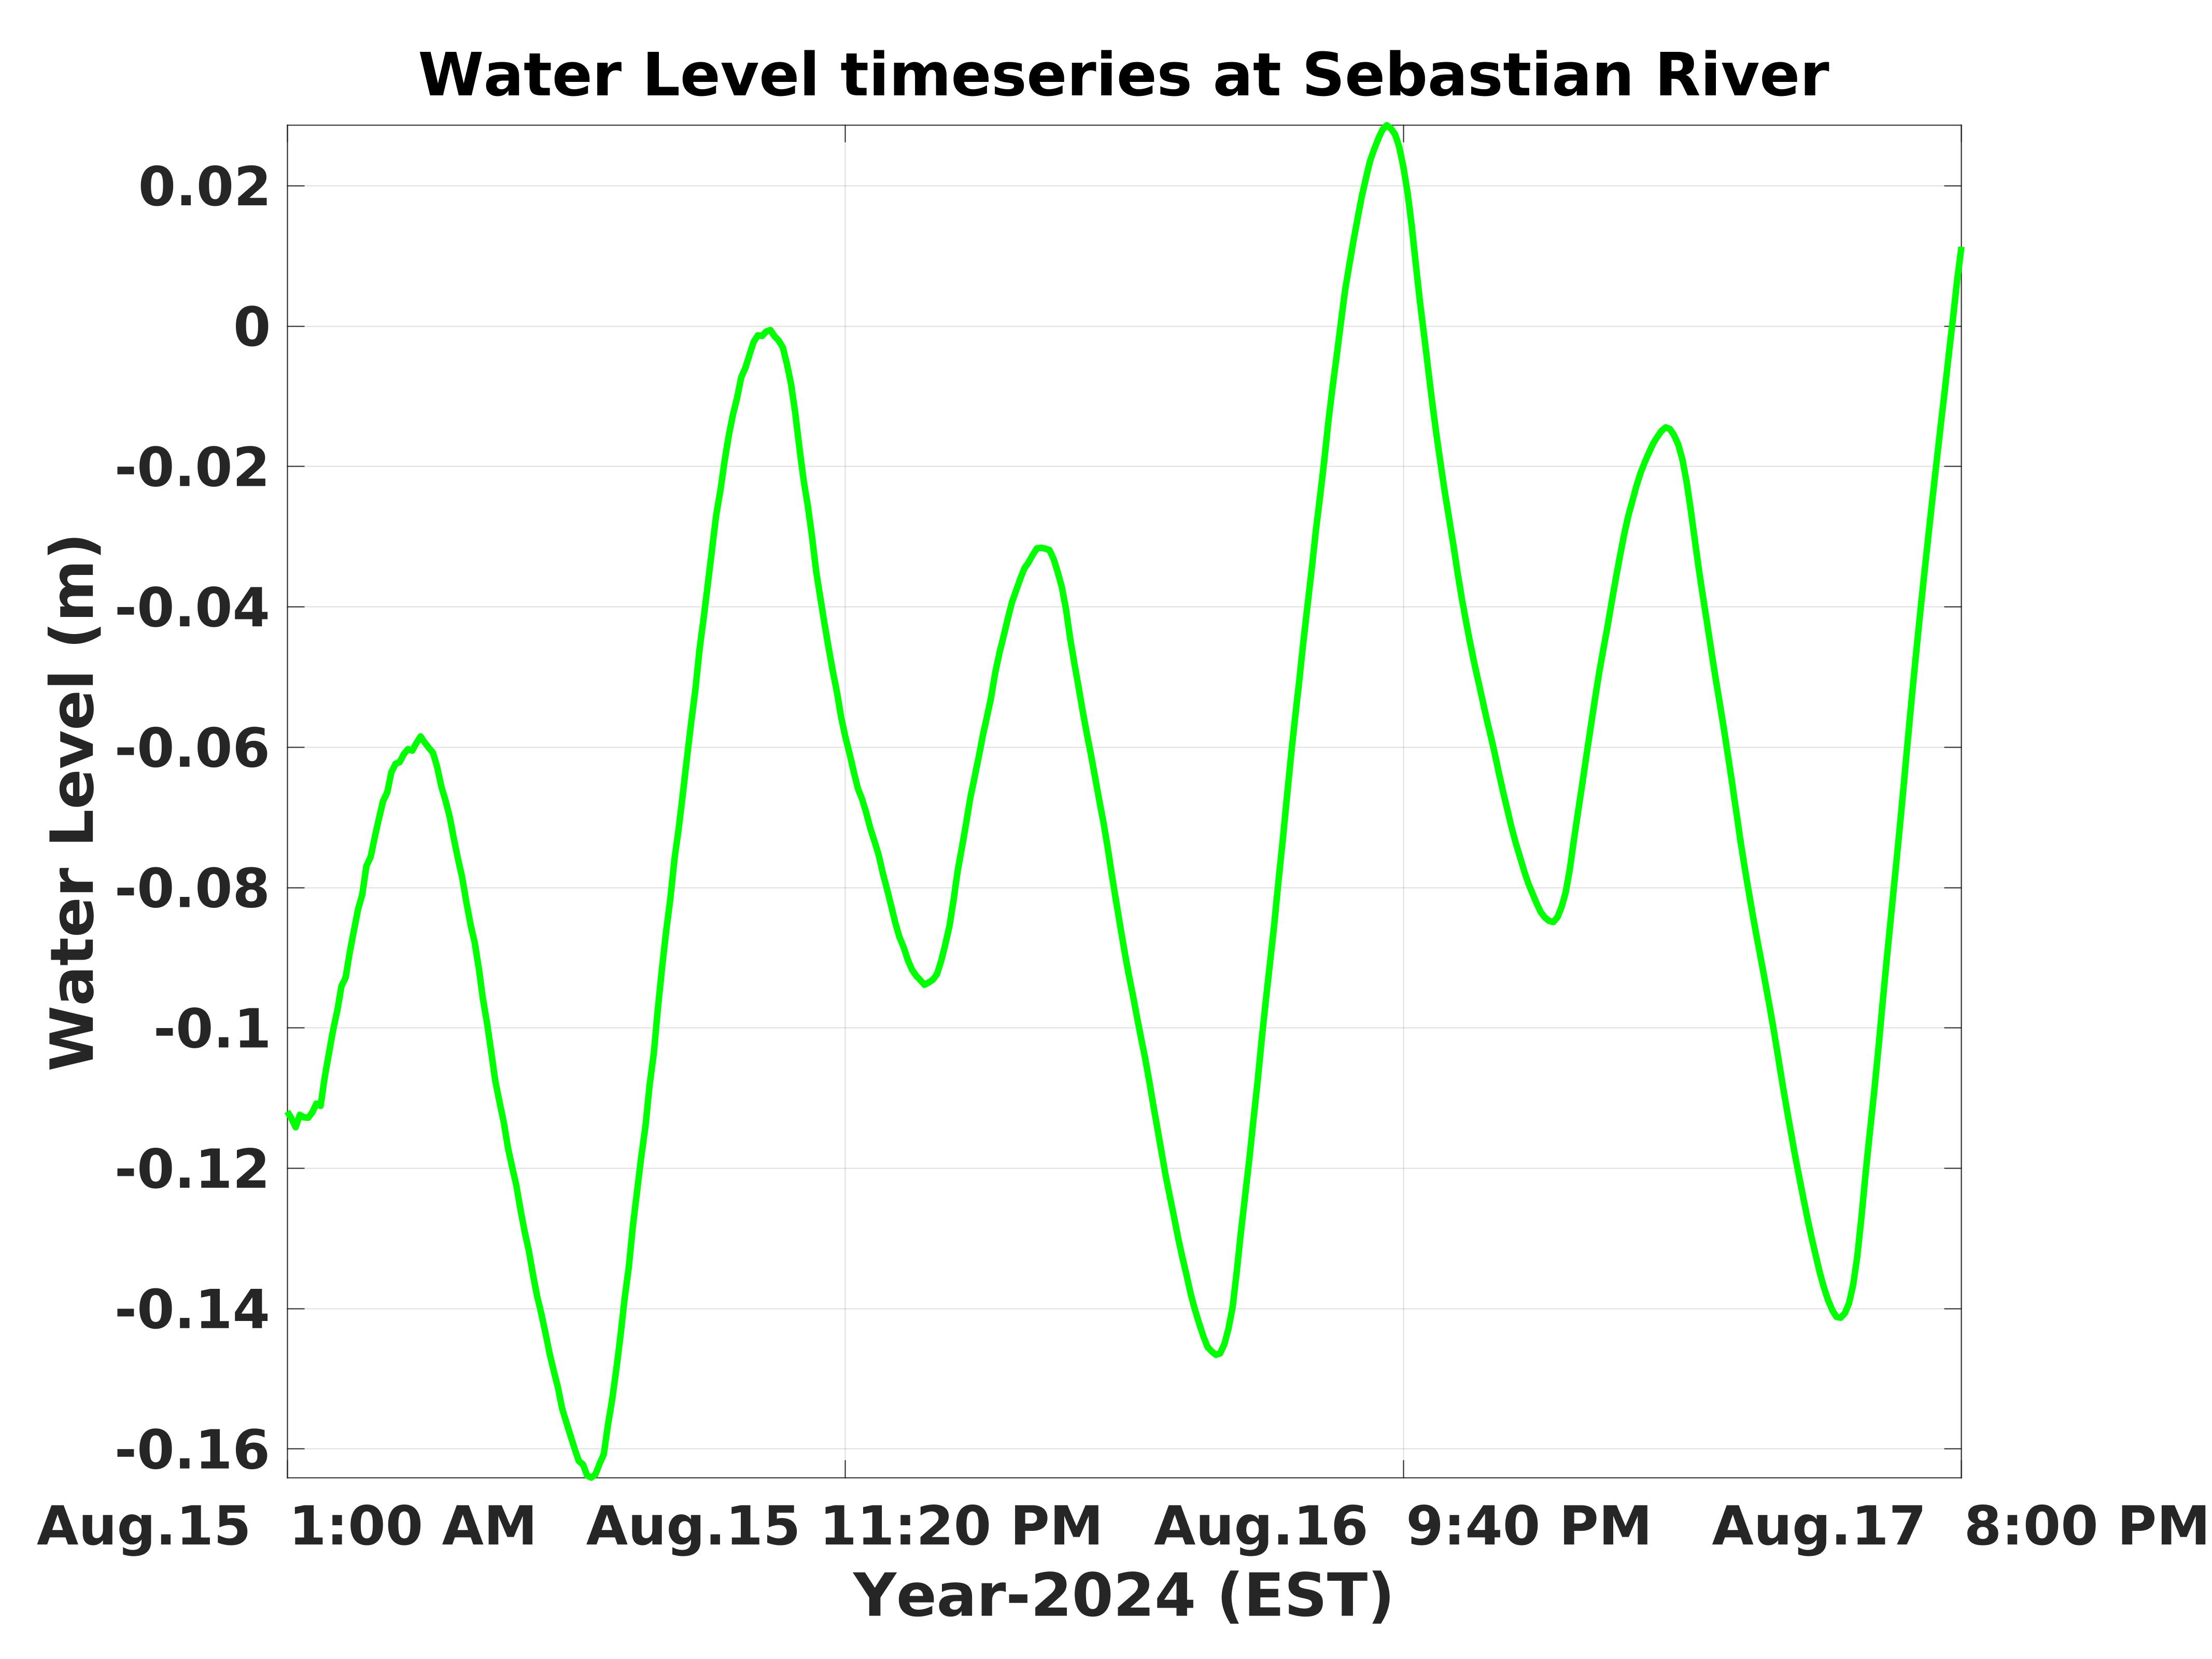 Water Level timeseries at Sebastian River
Water Level (m)
0.02
0
-0.02
-0.04
-0.06
-0.08
-0.1
-0.12
-0.14
-0.16
Aug.15 1:00 AM Aug.15 11:20 PM Aug.16 9:40 PM Aug.17 8:00 PM
Year-2024 (EST)